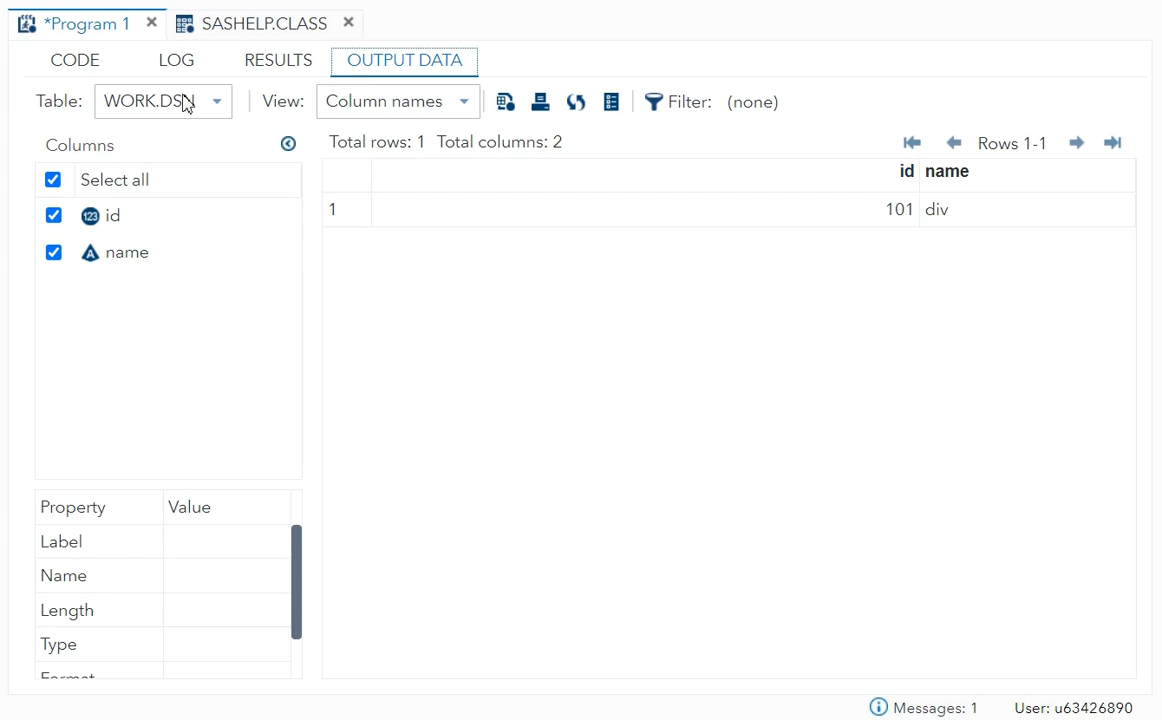 *Program 1 SASHELP.CLASS
CODE LOG RESULTS OUTPUT DATA
Table: WORK.DSN View: Column names Filter: (none)
Columns
Total rows: 1 Total columns: 2 Rows 1-1
Select all
id
name
id name
1 101 div
Property Value
Label
Name
Length
Type
Format
Messages: 1 User: u63426890